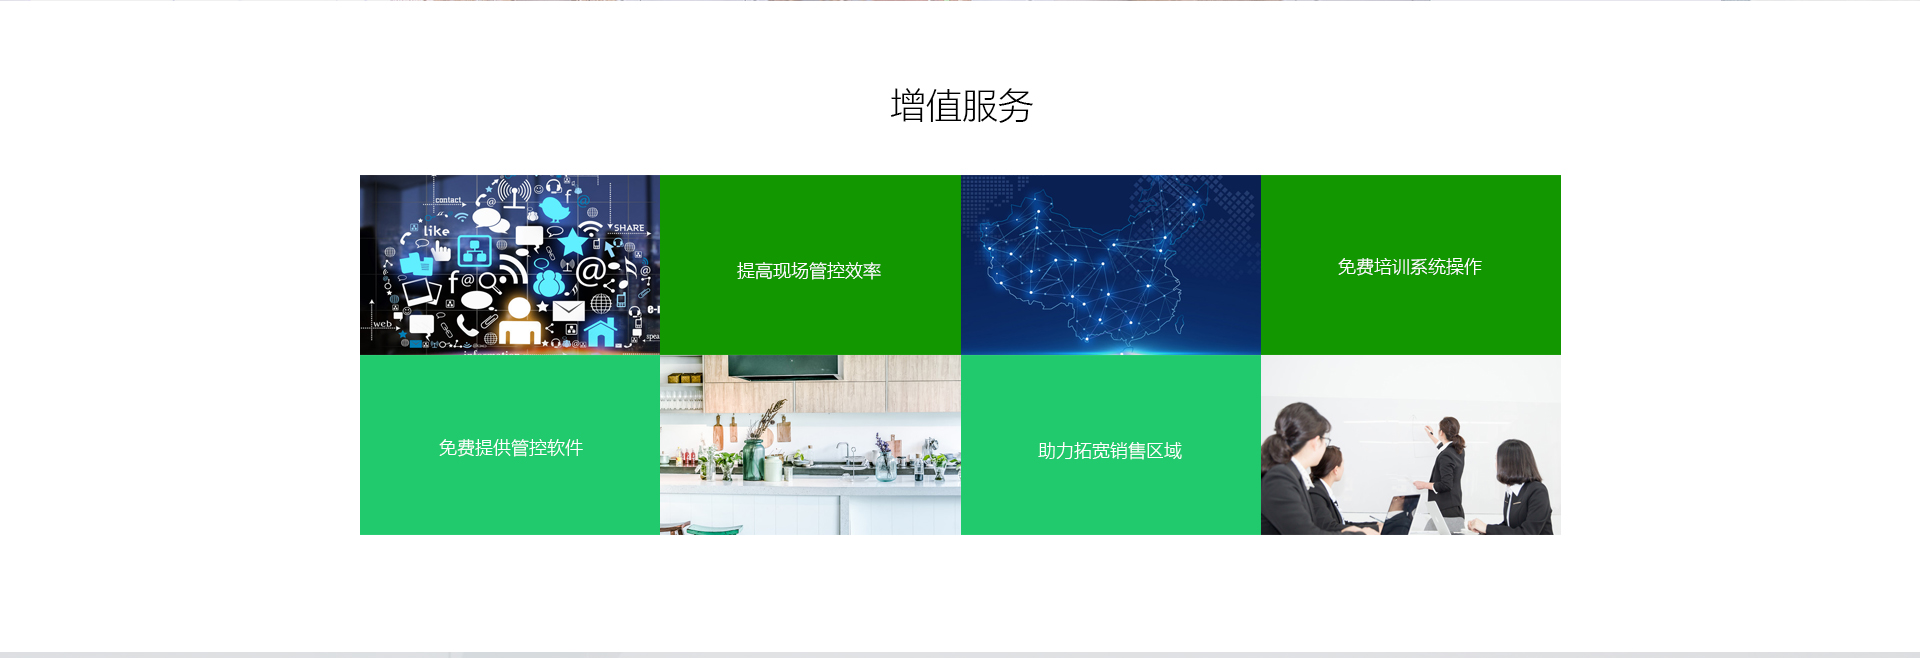 增值服务
contact
like
SHARE
web
提高现场管控效率
免费培训系统操作
免费提供管控软件
助力拓宽销售区域